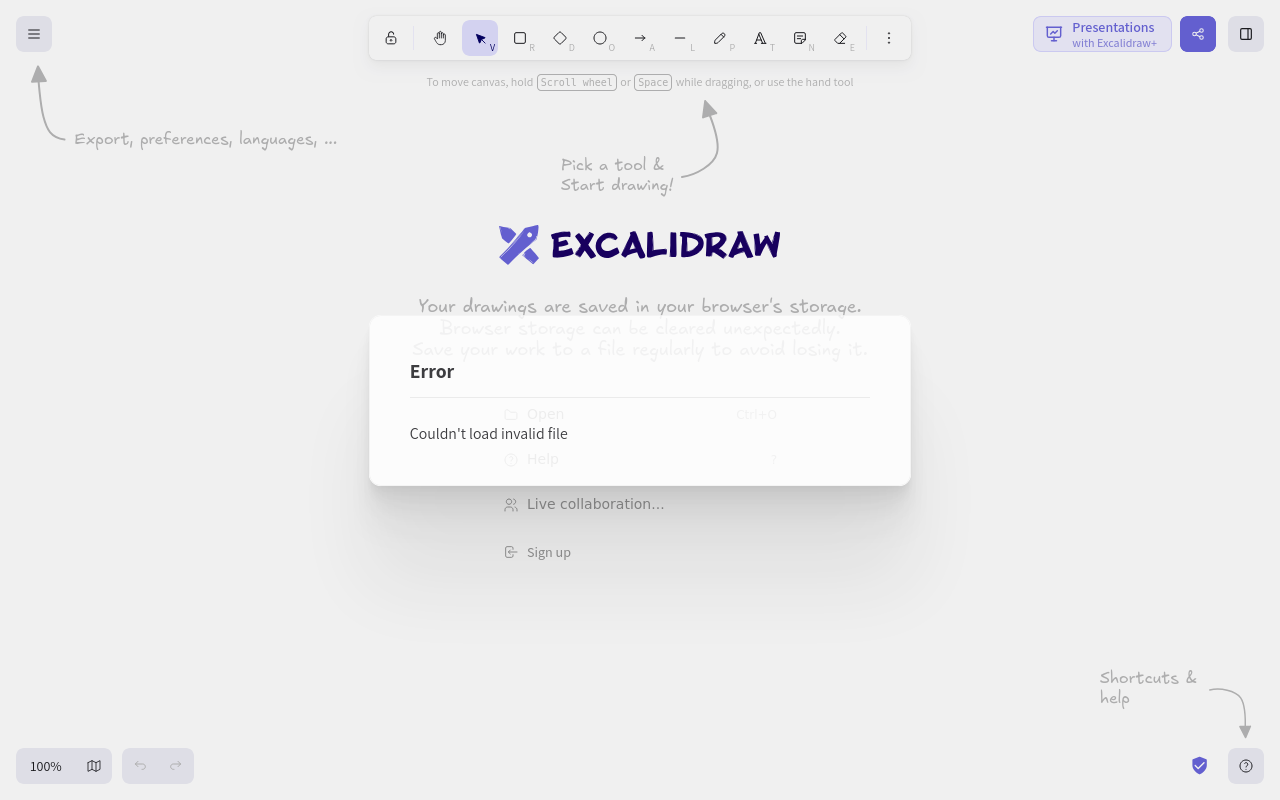 V
R
D
O
A
L
P
T
N
E
Presentations
with Excalidraw+
To move canvas, hold Scroll wheel or Space while dragging, or use the hand tool
Export, preferences, languages, ...
Pick a tool &
Start drawing!
EXCALIDRAW
Your drawings are saved in your browser's storage.
Browser storage can be cleared unexpectedly.
Save your work to a file regularly to avoid losing it.
Error
Open Ctrl+O
Couldn't load invalid file
Help ?
Live collaboration...
Sign up
Shortcuts &
help
100%